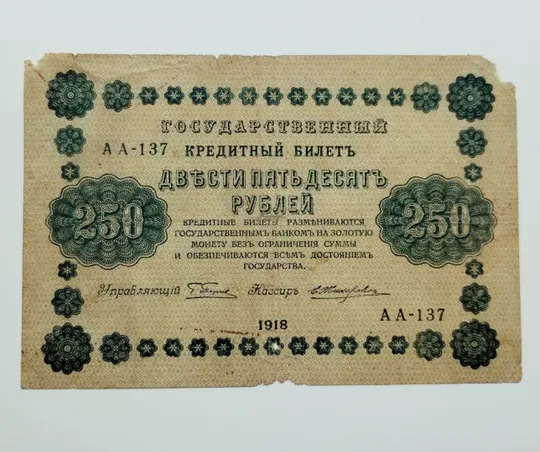 ГОСУДАРСТВЕННЫЙ
АА-137 КРЕДИТНЫЙ БИЛЕТЪ
ДВѢСТИ ПЯТЬДЕСЯТЪ
РУБЛЕЙ
250
250
КРЕДИТНЫЕ БИЛЕТЫ РАЗМѢНИВАЮТСЯ
ГОСУДАРСТВЕННЫМЪ БАНКОМЪ НА ЗОЛОТУЮ
МОНЕТУ БЕЗЪ ОГРАНИЧЕНІЯ СУММЫ
И ОБЕЗПЕЧИВАЮТСЯ ВСѢМЪ ДОСТОЯНІЕМЪ
ГОСУДАРСТВА.
Управляющій Кассиръ
АА-137
1918